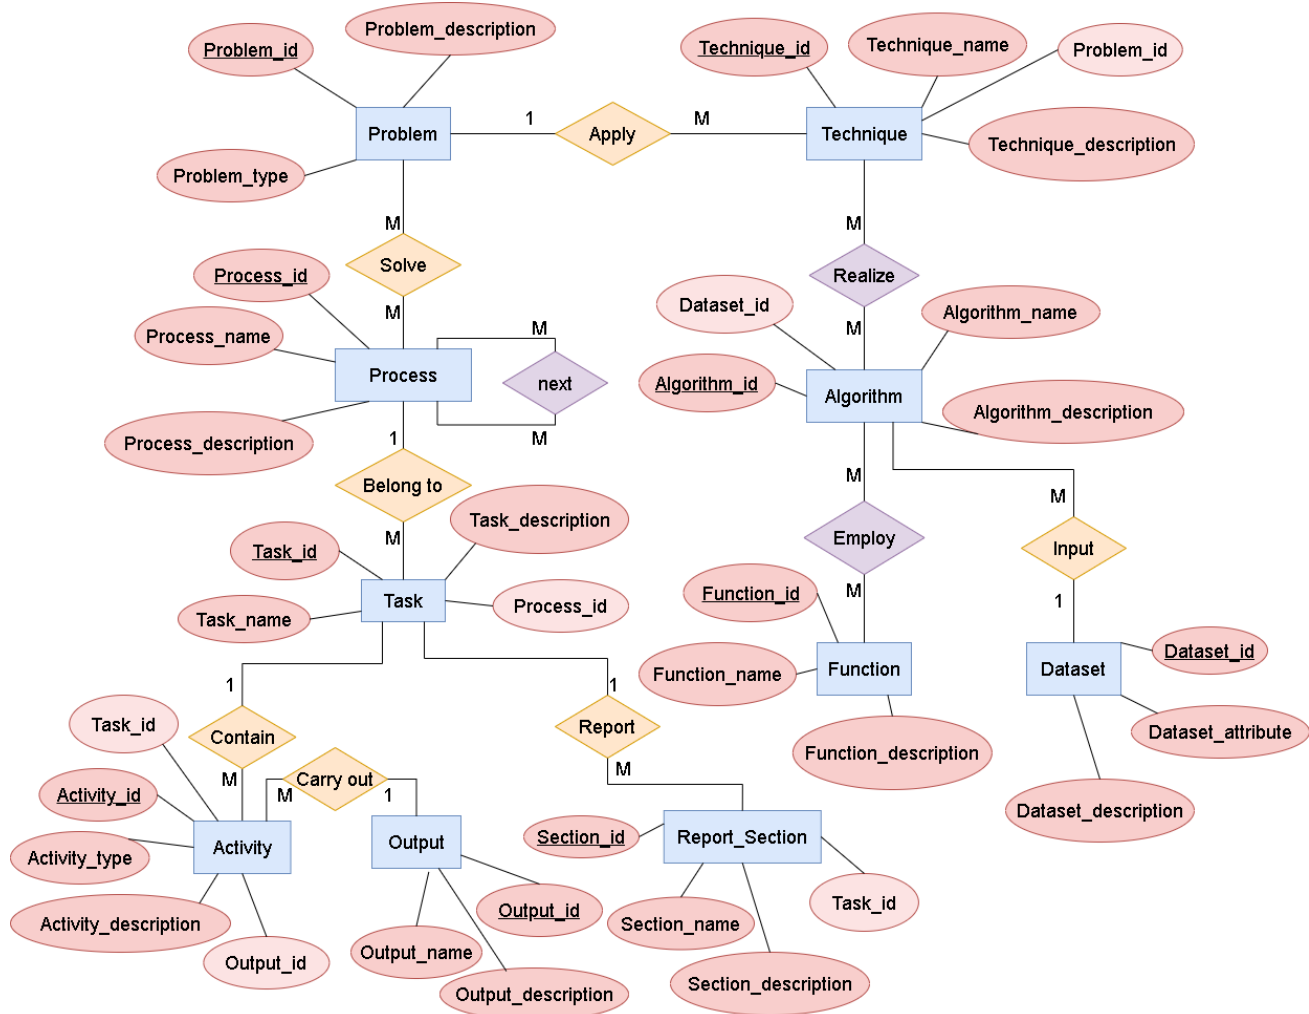 Problem_description
Problem_id
Technique_id
Technique_name
Problem_id
Problem
1
Apply
M
Technique
Technique_description
Problem_type
M
Solve
M
M
Realize
M
Process_id
Process_name
Process
Process_description
M
next
M
Dataset_id
Algorithm_name
Algorithm_id
Algorithm
Algorithm_description
1
Belong to
M
Task_description
Task_id
Task_name
Task
Process_id
M
Employ
M
M
Input
1
Function_id
Function_name
Function
Function_description
Dataset
Dataset_id
Dataset_attribute
Dataset_description
1
Contain
M
1
Report
M
Task_id
Carry out
M
1
Activity_id
Activity_type
Activity
Activity_description
Output_id
Output
Output_id
Output_name
Output_description
Section_id
Report_Section
Section_name
Task_id
Section_description